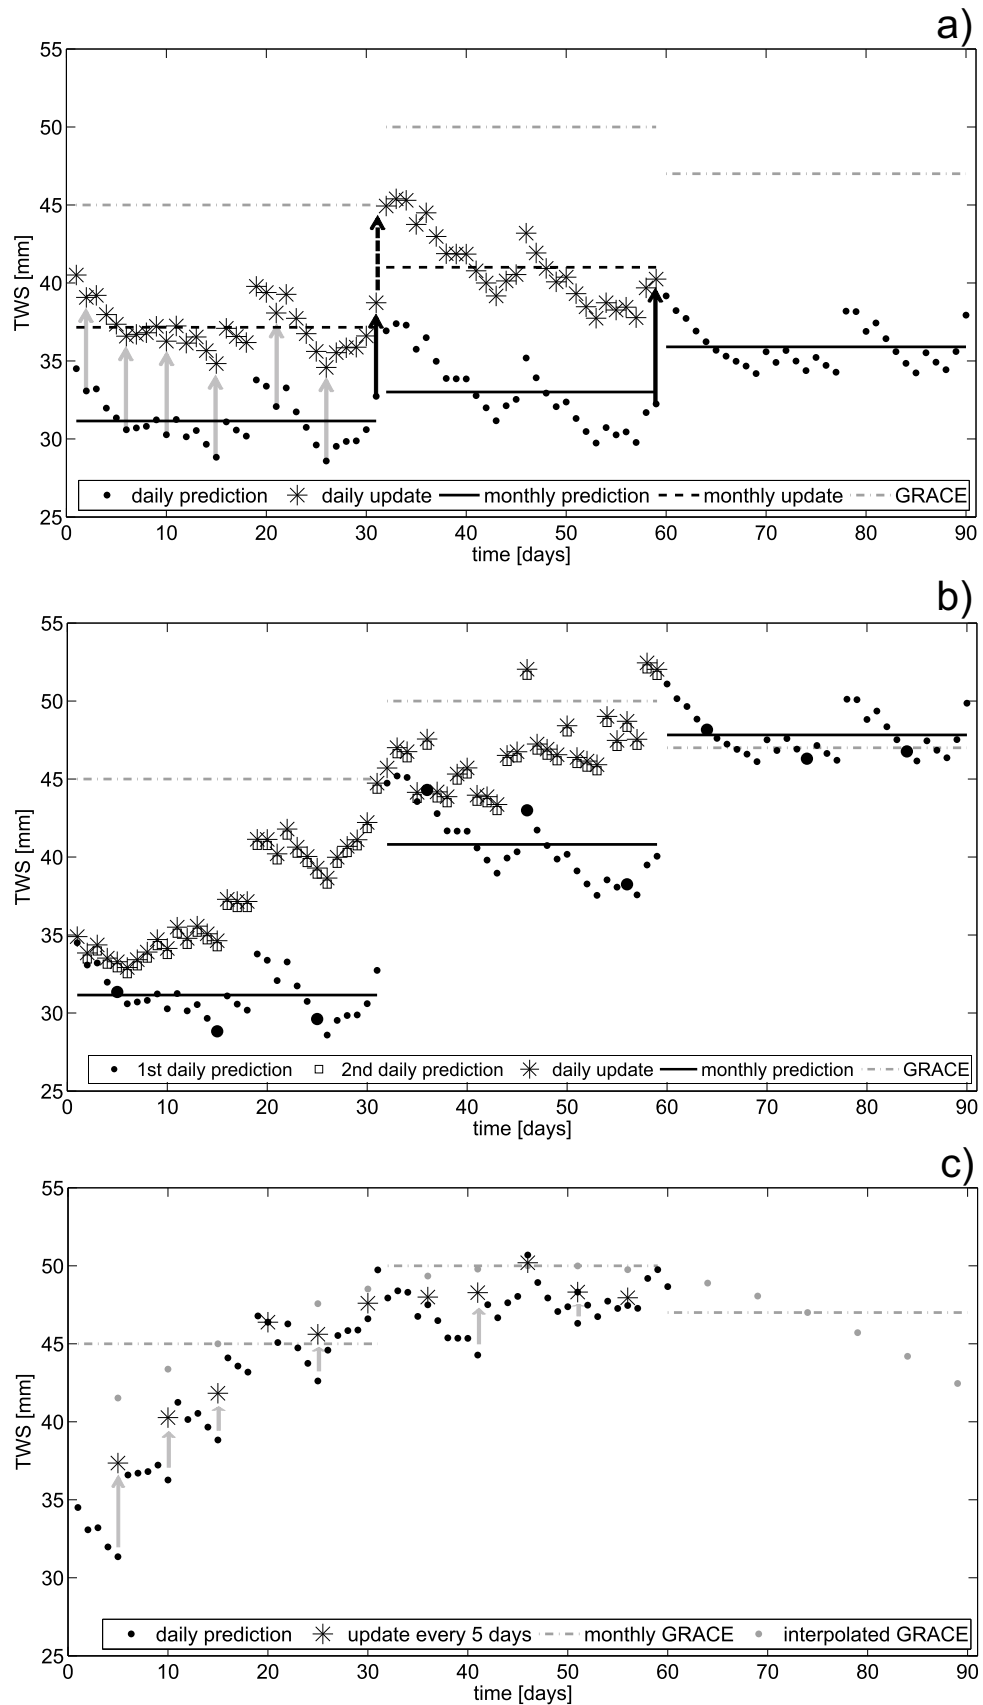 a)
55
50
45
40
35
30
25
TWS [mm]
daily prediction daily update monthly prediction monthly update GRACE
0 10 20 30 40 50 60 70 80 90
time [days]
b)
55
50
45
40
35
30
25
TWS [mm]
1st daily prediction 2nd daily prediction daily update monthly prediction GRACE
0 10 20 30 40 50 60 70 80 90
time [days]
c)
55
50
45
40
35
30
25
TWS [mm]
daily prediction update every 5 days monthly GRACE interpolated GRACE
0 10 20 30 40 50 60 70 80 90
time [days]